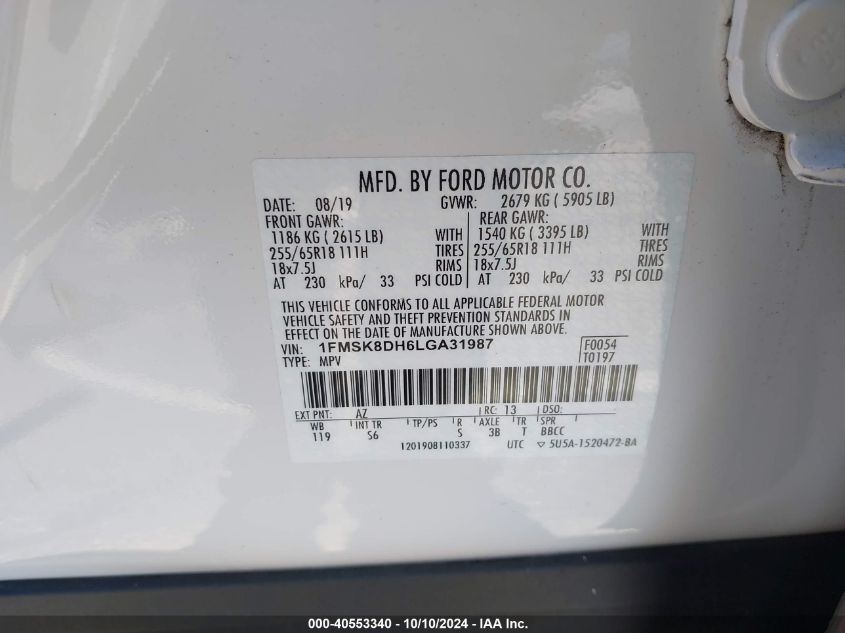 MFD. BY FORD MOTOR CO.
DATE: 08/19 GVWR: 2679 KG ( 5905 LB)
FRONT GAWR: REAR GAWR:
1186 KG ( 2615 LB) WITH 1540 KG ( 3395 LB) WITH
255/65R18 111H TIRES 255/65R18 111H TIRES
18x7.5J RIMS 18x7.5J RIMS
AT 230 kPa/ 33 PSI COLD AT 230 kPa/ 33 PSI COLD
THIS VEHICLE CONFORMS TO ALL APPLICABLE FEDERAL MOTOR
VEHICLE SAFETY AND THEFT PREVENTION STANDARDS IN
EFFECT ON THE DATE OF MANUFACTURE SHOWN ABOVE.
VIN: 1FMSK8DH6LGA31987 F0054
TYPE: MPV T0197
EXT PNT: AZ RC: 13 DSO:
WB INT TR TP/PS R AXLE TR SPR
119 S6 S 3B T BBCC
1201908110337 UTC ▽ 5U5A-1520472-BA
000-40553340 - 10/10/2024 - IAA Inc.